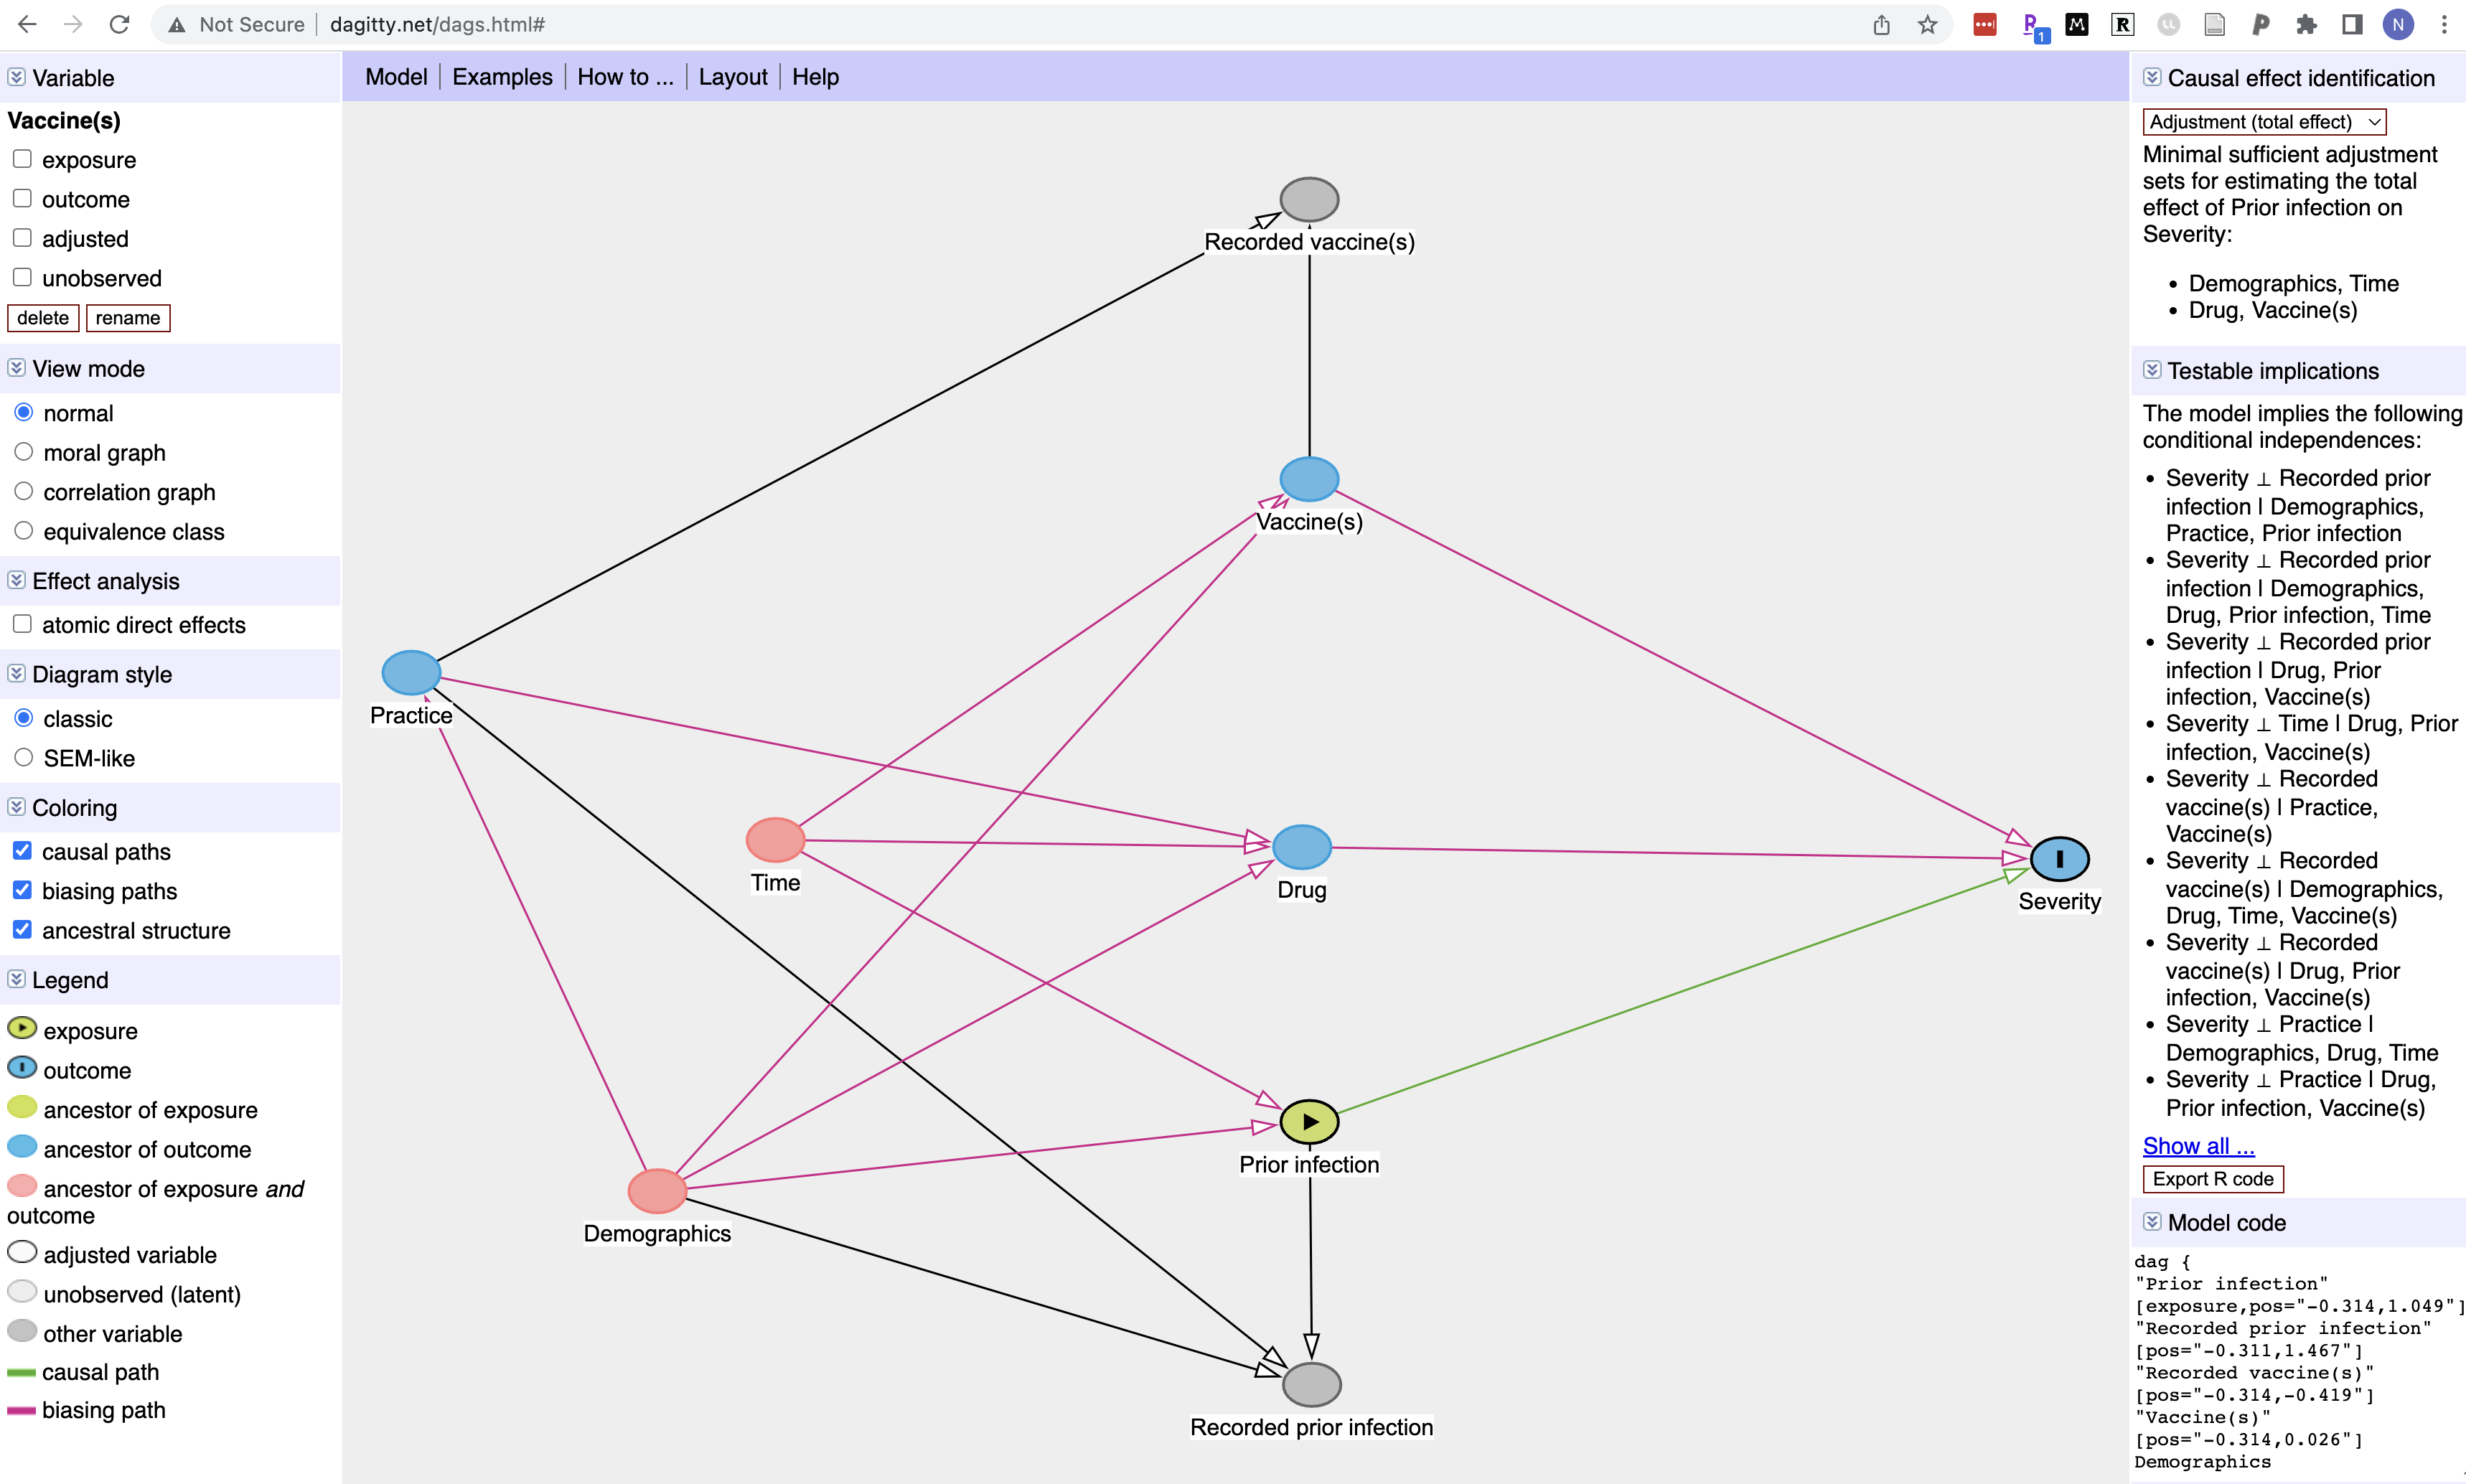 Not Secure
dagitty.net/dags.html#
1
N
Variable
Vaccine(s)
exposure
outcome
adjusted
unobserved
delete
rename
View mode
normal
moral graph
correlation graph
equivalence class
Effect analysis
atomic direct effects
Diagram style
classic
SEM-like
Coloring
causal paths
biasing paths
ancestral structure
Legend
exposure
outcome
ancestor of exposure
ancestor of outcome
ancestor of exposure and
outcome
adjusted variable
unobserved (latent)
other variable
causal path
biasing path
Model
Examples
How to ...
Layout
Help
Recorded vaccine(s)
Vaccine(s)
Practice
Time
Drug
Severity
Prior infection
Demographics
Recorded prior infection
Causal effect identification
Adjustment (total effect)
Minimal sufficient adjustment
sets for estimating the total
effect of Prior infection on
Severity:
• Demographics, Time
• Drug, Vaccine(s)
Testable implications
The model implies the following
conditional independences:
• Severity ⊥ Recorded prior
infection | Demographics,
Practice, Prior infection
• Severity ⊥ Recorded prior
infection | Demographics,
Drug, Prior infection, Time
• Severity ⊥ Recorded prior
infection | Drug, Prior
infection, Vaccine(s)
• Severity ⊥ Time | Drug, Prior
infection, Vaccine(s)
• Severity ⊥ Recorded
vaccine(s) | Practice,
Vaccine(s)
• Severity ⊥ Recorded
vaccine(s) | Demographics,
Drug, Time, Vaccine(s)
• Severity ⊥ Recorded
vaccine(s) | Drug, Prior
infection, Vaccine(s)
• Severity ⊥ Practice |
Demographics, Drug, Time
• Severity ⊥ Practice | Drug,
Prior infection, Vaccine(s)
Show all ...
Export R code
Model code
dag {
"Prior infection"
[exposure,pos="-0.314,1.049"]
"Recorded prior infection"
[pos="-0.311,1.467"]
"Recorded vaccine(s)"
[pos="-0.314,-0.419"]
"Vaccine(s)"
[pos="-0.314,0.026"]
Demographics